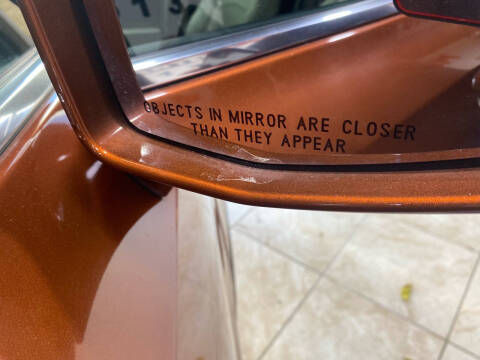 OBJECTS IN MIRROR ARE CLOSER
THAN THEY APPEAR